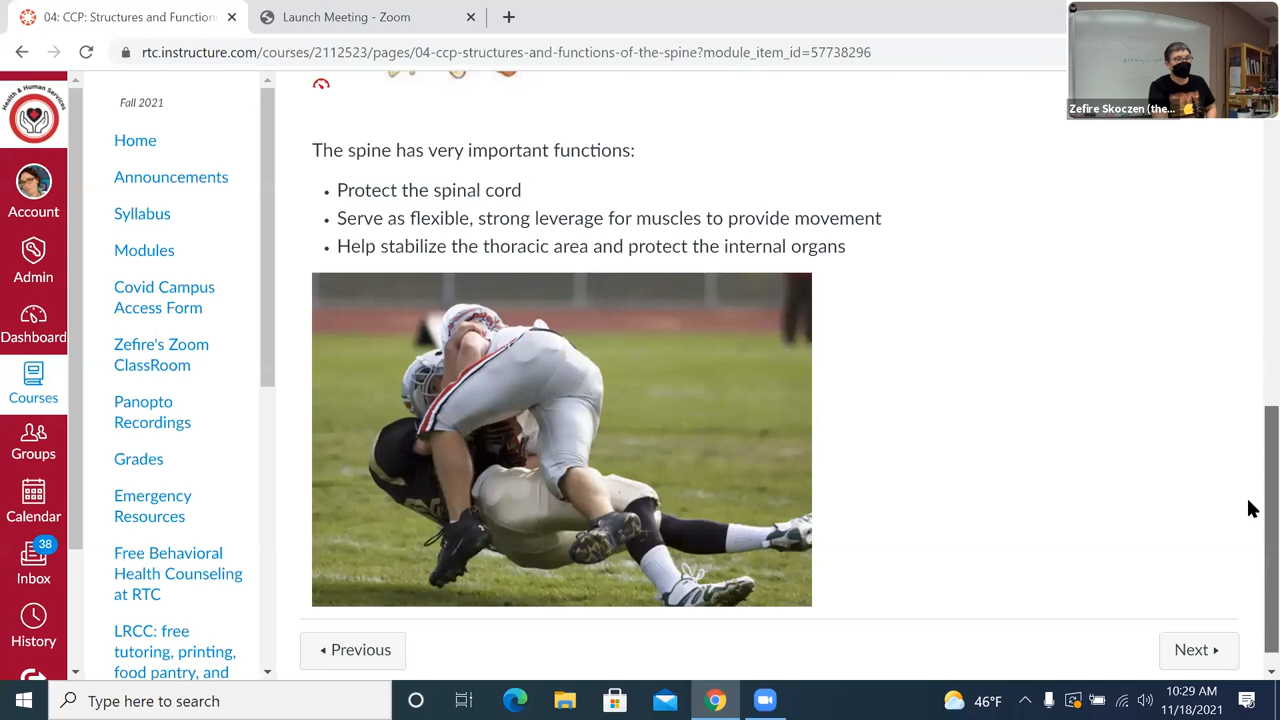 04: CCP: Structures and Function
Launch Meeting - Zoom
rtc.instructure.com/courses/2112523/pages/04-ccp-structures-and-functions-of-the-spine?module_item_id=57738296
Zefire Skoczen (the...
Health & Human Services
Account
Admin
Dashboard
Courses
Groups
Calendar
38
Inbox
History
Fall 2021
Home
Announcements
Syllabus
Modules
Covid Campus
Access Form
Zefire's Zoom
ClassRoom
Panopto
Recordings
Grades
Emergency
Resources
Free Behavioral
Health Counseling
at RTC
LRCC: free
tutoring, printing,
food pantry, and
The spine has very important functions:
• Protect the spinal cord
• Serve as flexible, strong leverage for muscles to provide movement
• Help stabilize the thoracic area and protect the internal organs
Previous
Next
Type here to search
46°F
10:29 AM
11/18/2021